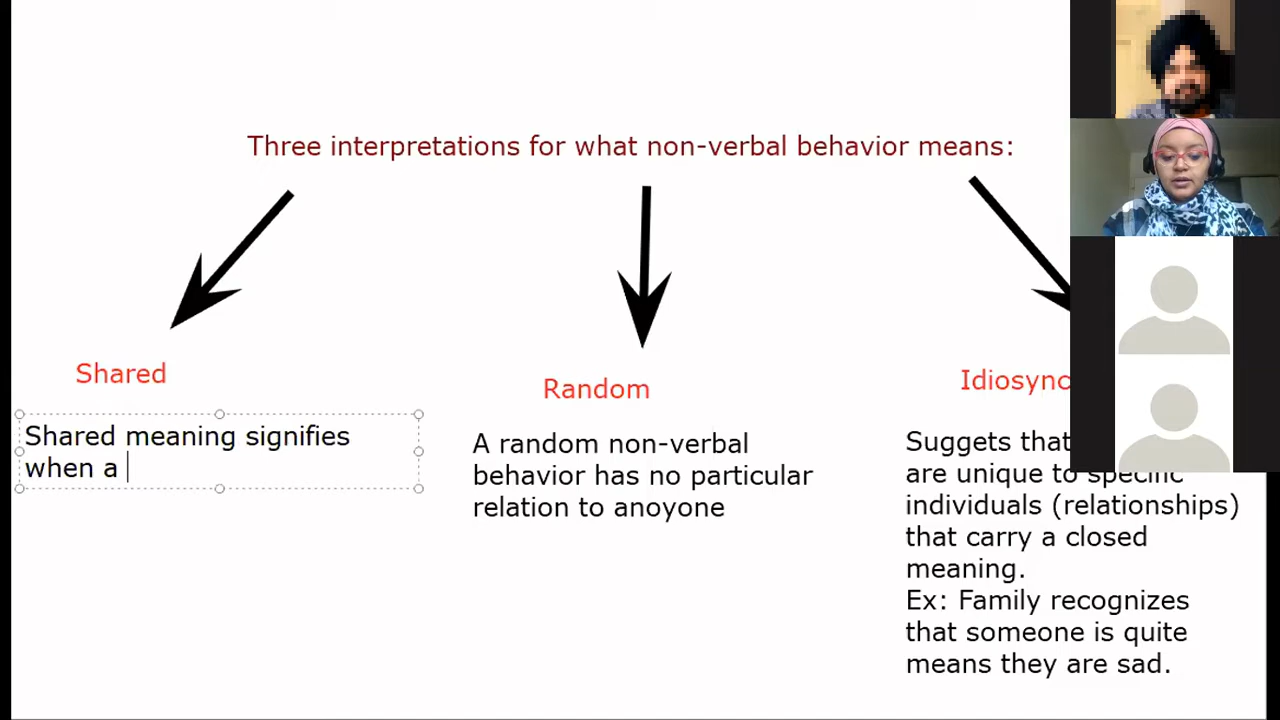 Three interpretations for what non-verbal behavior means:
Shared
Shared meaning signifies
when a
Random
A random non-verbal
behavior has no particular
relation to anoyone
Idiosync
Suggets that
are unique to specific
individuals (relationships)
that carry a closed
meaning.
Ex: Family recognizes
that someone is quite
means they are sad.